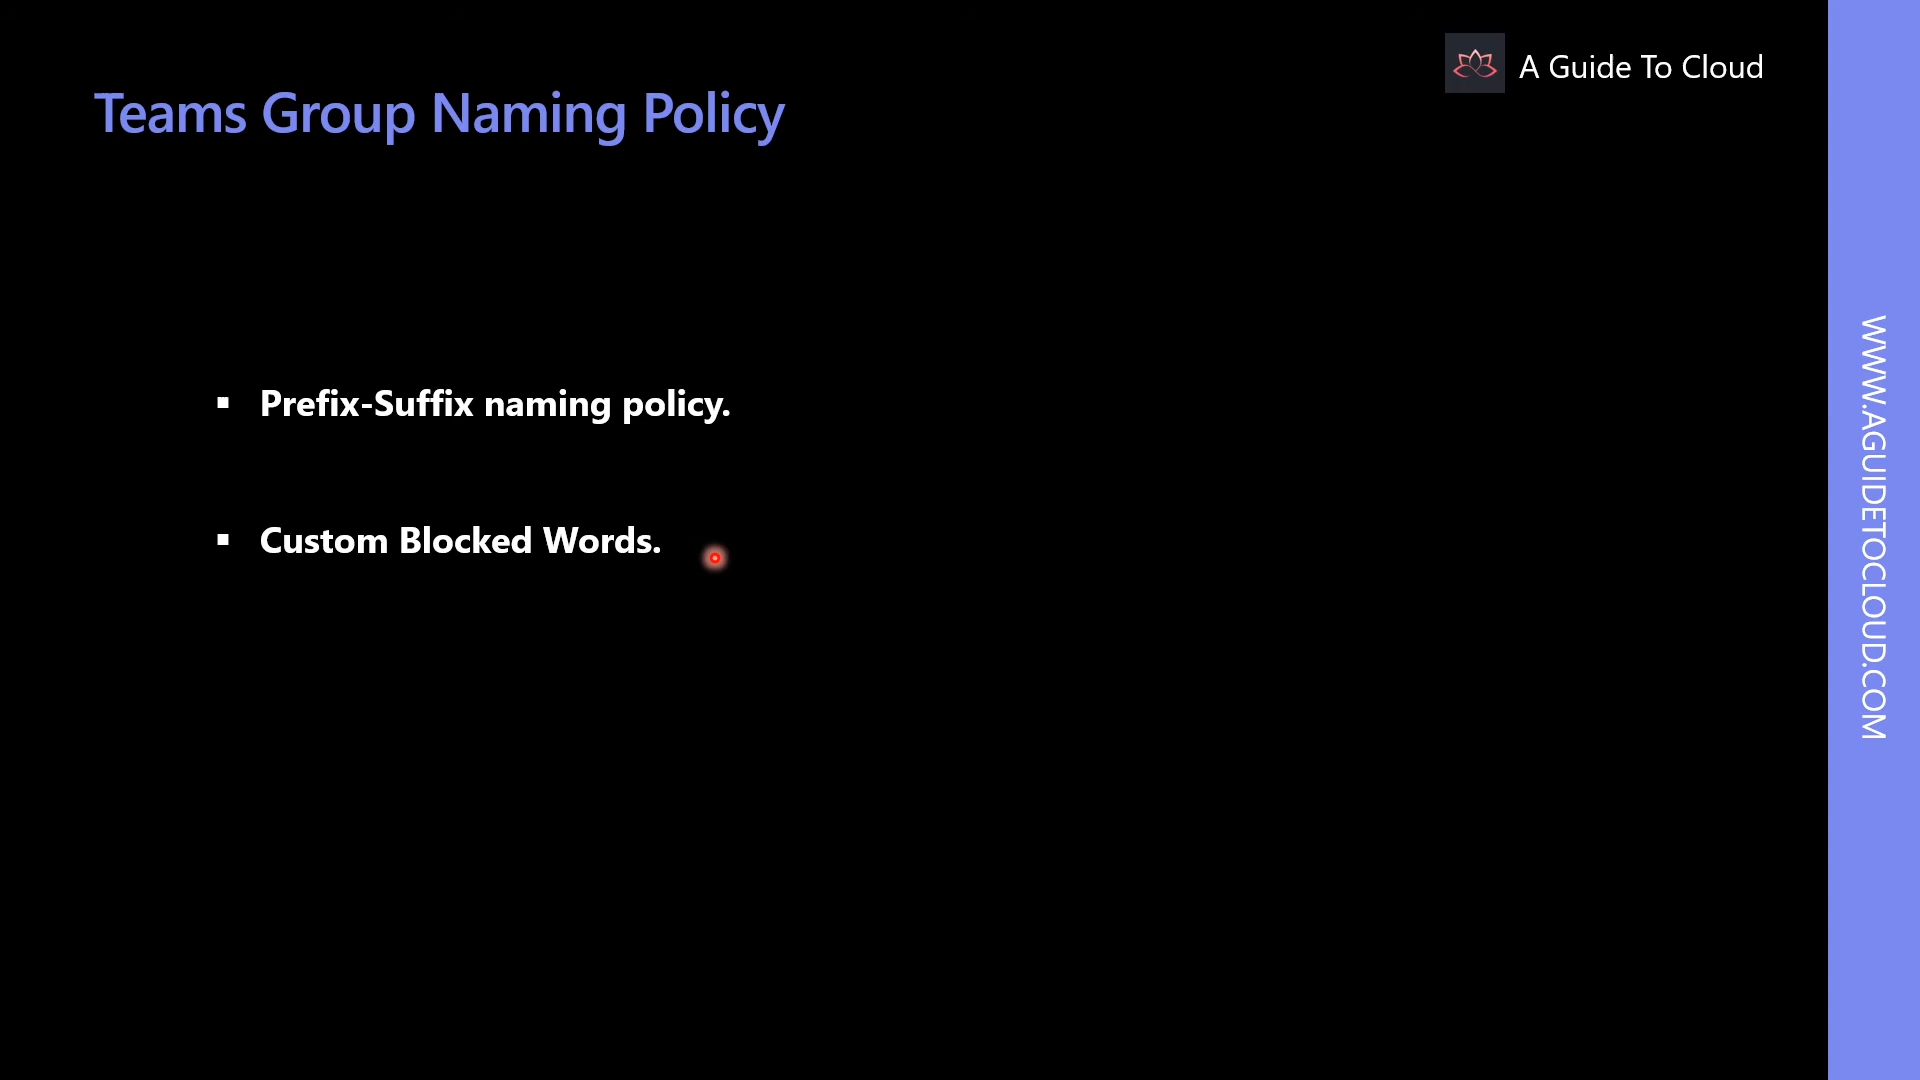 A Guide To Cloud
Teams Group Naming Policy
▪ Prefix-Suffix naming policy.
▪ Custom Blocked Words.
WWW.AGUIDETOCLOUD.COM